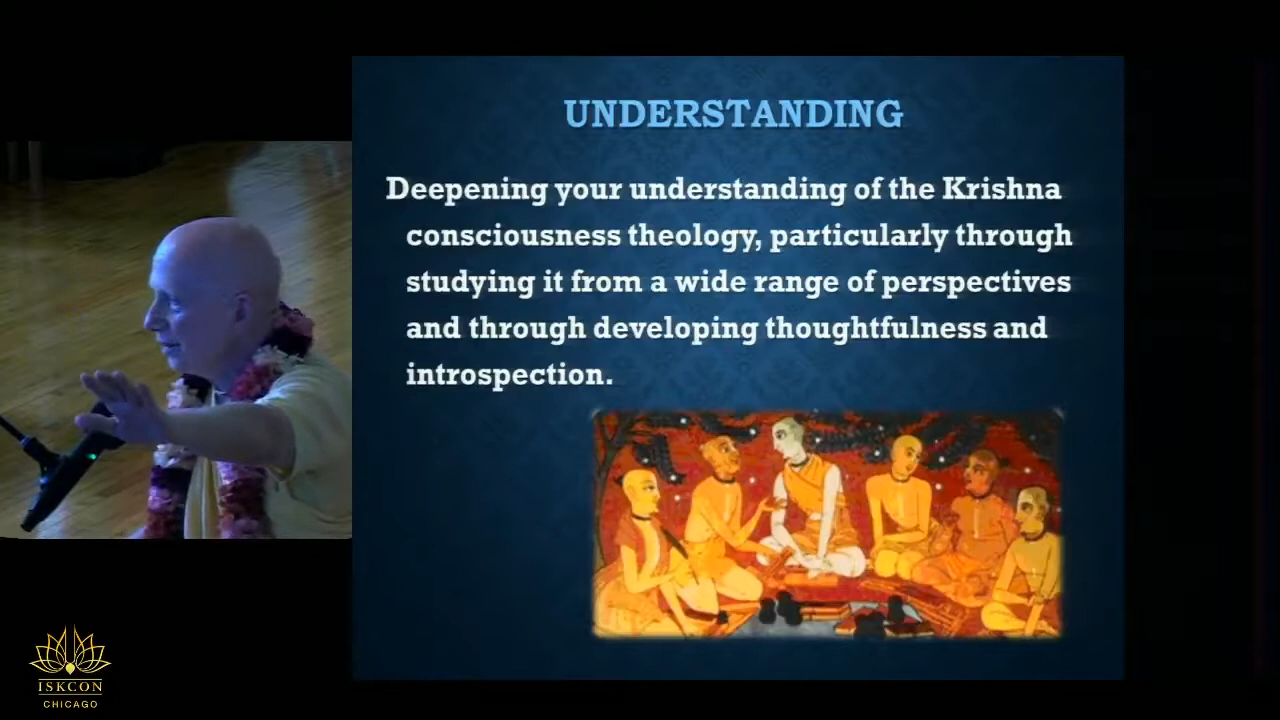 UNDERSTANDING
Deepening your understanding of the Krishna
consciousness theology, particularly through
studying it from a wide range of perspectives
and through developing thoughtfulness and
introspection.
ISKCON
CHICAGO